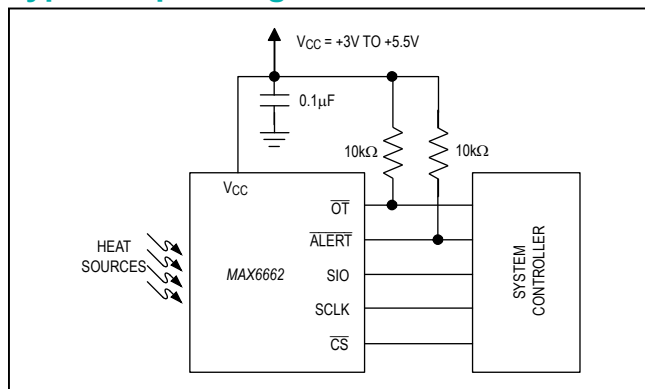 VCC = +3V TO +5.5V
0.1μF
10kΩ
10kΩ
VCC
OT
ALERT
HEAT
SOURCES
MAX6662
SIO
SCLK
CS
SYSTEM
CONTROLLER